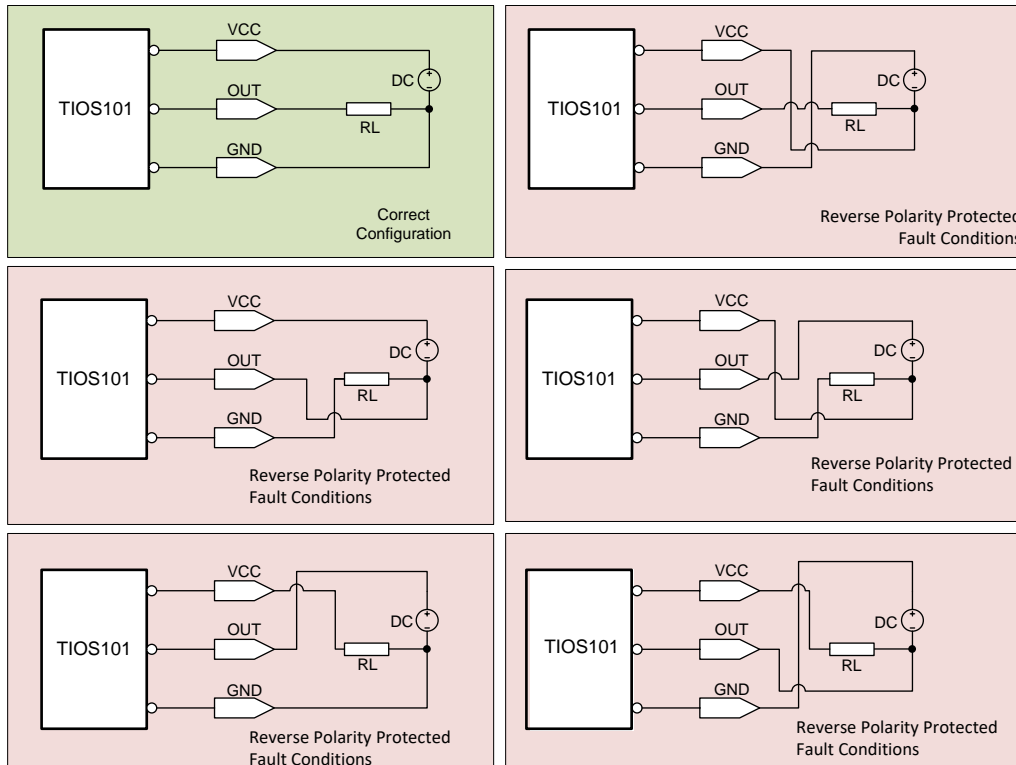 VCC
DC
TIOS101
OUT
RL
GND
Correct
Configuration
VCC
DC
TIOS101
OUT
RL
GND
Reverse Polarity Protected
Fault Conditions
VCC
DC
TIOS101
OUT
RL
GND
Reverse Polarity Protected
Fault Conditions
VCC
DC
TIOS101
OUT
RL
GND
Reverse Polarity Protected
Fault Conditions
VCC
DC
TIOS101
OUT
RL
GND
Reverse Polarity Protected
Fault Conditions
VCC
DC
TIOS101
OUT
RL
GND
Reverse Polarity Protected
Fault Conditions